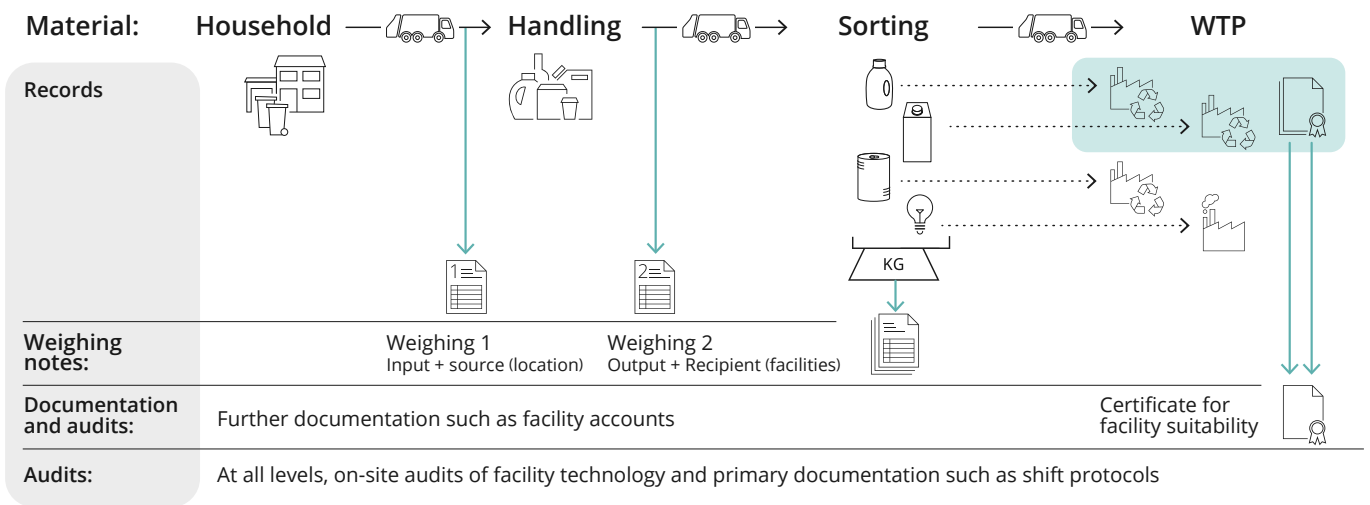 Material: Household Handling Sorting WTP
Records
KG
1
2
Weighing
notes:
Weighing 1
Input + source (location)
Weighing 2
Output + Recipient (facilities)
Documentation
and audits:
Further documentation such as facility accounts
Certificate for
facility suitability
Audits:
At all levels, on-site audits of facility technology and primary documentation such as shift protocols